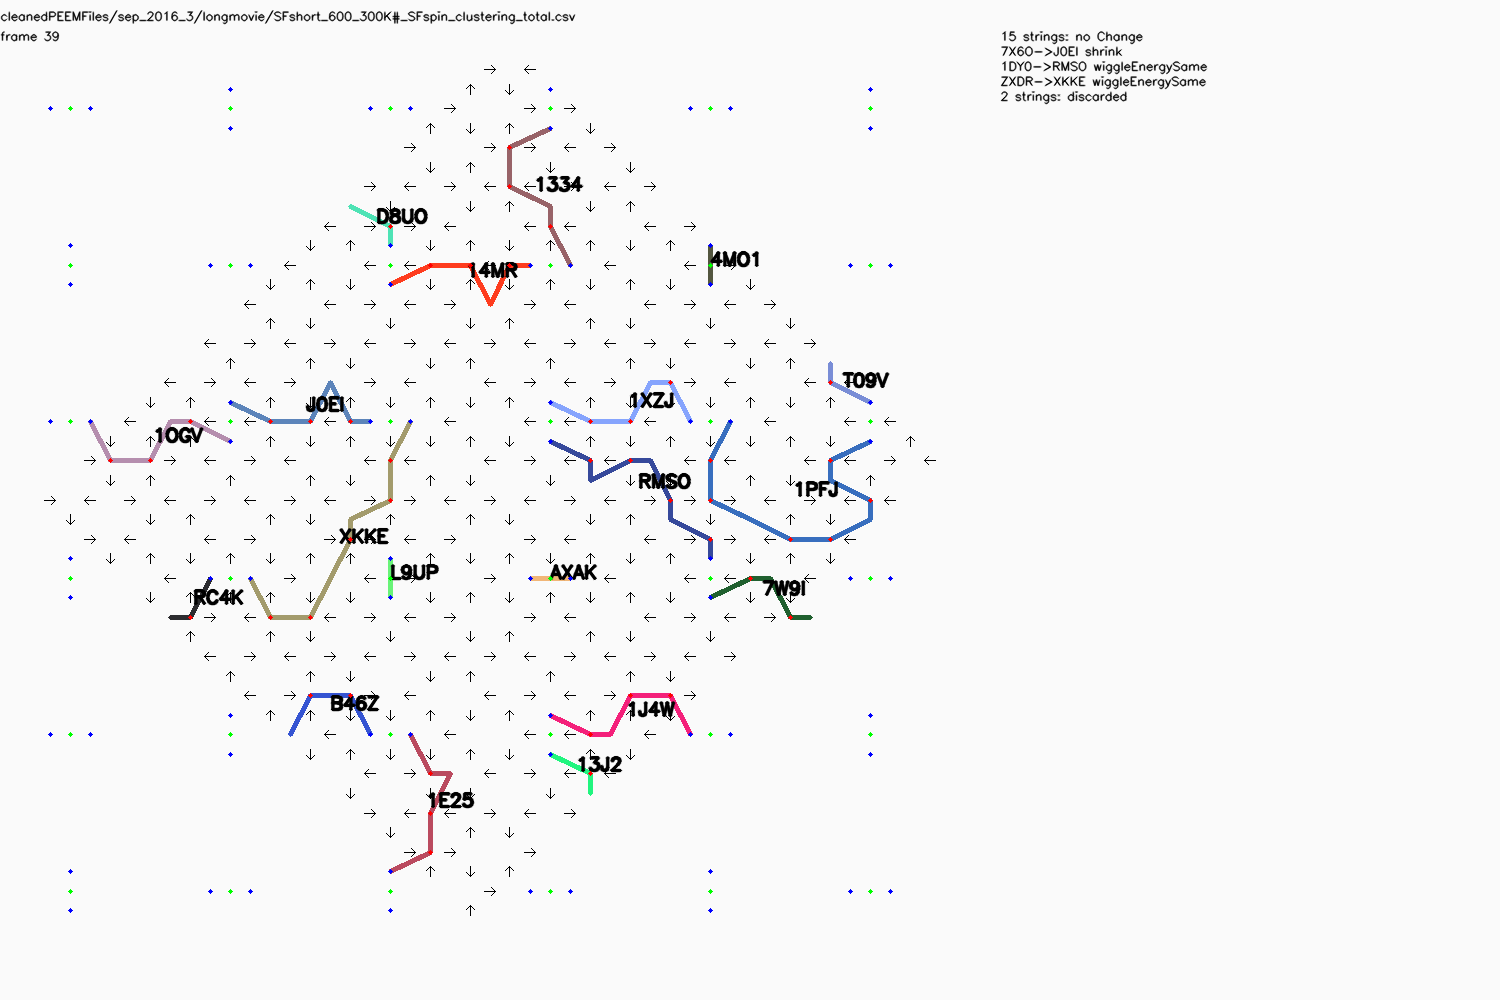 cleanedPEEMFiles/sep_2016_3/longmovie/SFshort_600_300K#_SFspin_clustering_total.csv
frame 39
15 strings: no Change
7X6O->J0EI shrink
1DY0->RMSO wiggleEnergySame
ZXDR->XKKE wiggleEnergySame
2 strings: discarded
1334
D8UO
4MO1
14MR
T09V
1XZJ
J0EI
1OGV
RMSO
1PFJ
XKKE
L9UP
AXAK
7W9I
RC4K
B46Z
1J4W
13J2
1E25